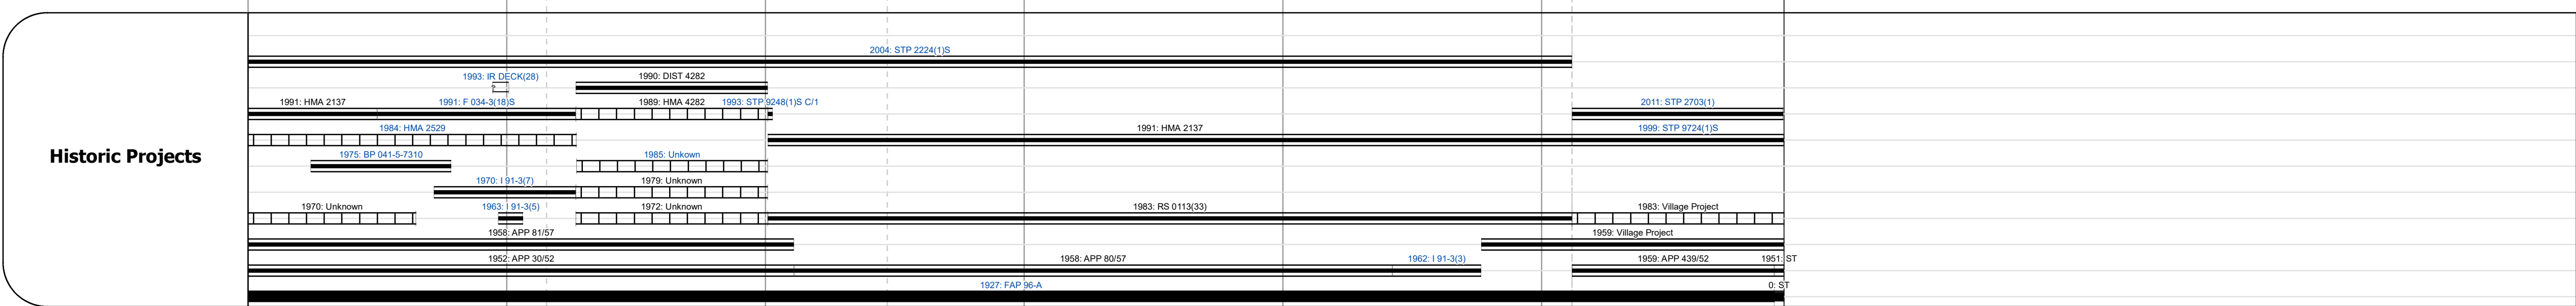 2004: STP 2224(1)S
1993: IR DECK(28) 1990: DIST 4282
1991: HMA 2137 1991: F 034-3(18)S 1989: HMA 4282 1993: STP 9248(1)S C/1 2011: STP 2703(1)
1984: HMA 2529 1991: HMA 2137 1999: STP 9724(1)S
Historic Projects
1975: BP 041-5-7310 1985: Unkown
1970: I 91-3(7) 1979: Unknown
1970: Unknown 1963: I 91-3(5) 1972: Unknown 1983: RS 0113(33) 1983: Village Project
1958: APP 81/57 1959: Village Project
1952: APP 30/52 1958: APP 80/57 1962: I 91-3(3) 1959: APP 439/52 1951: ST
1927: FAP 96-A 0: ST